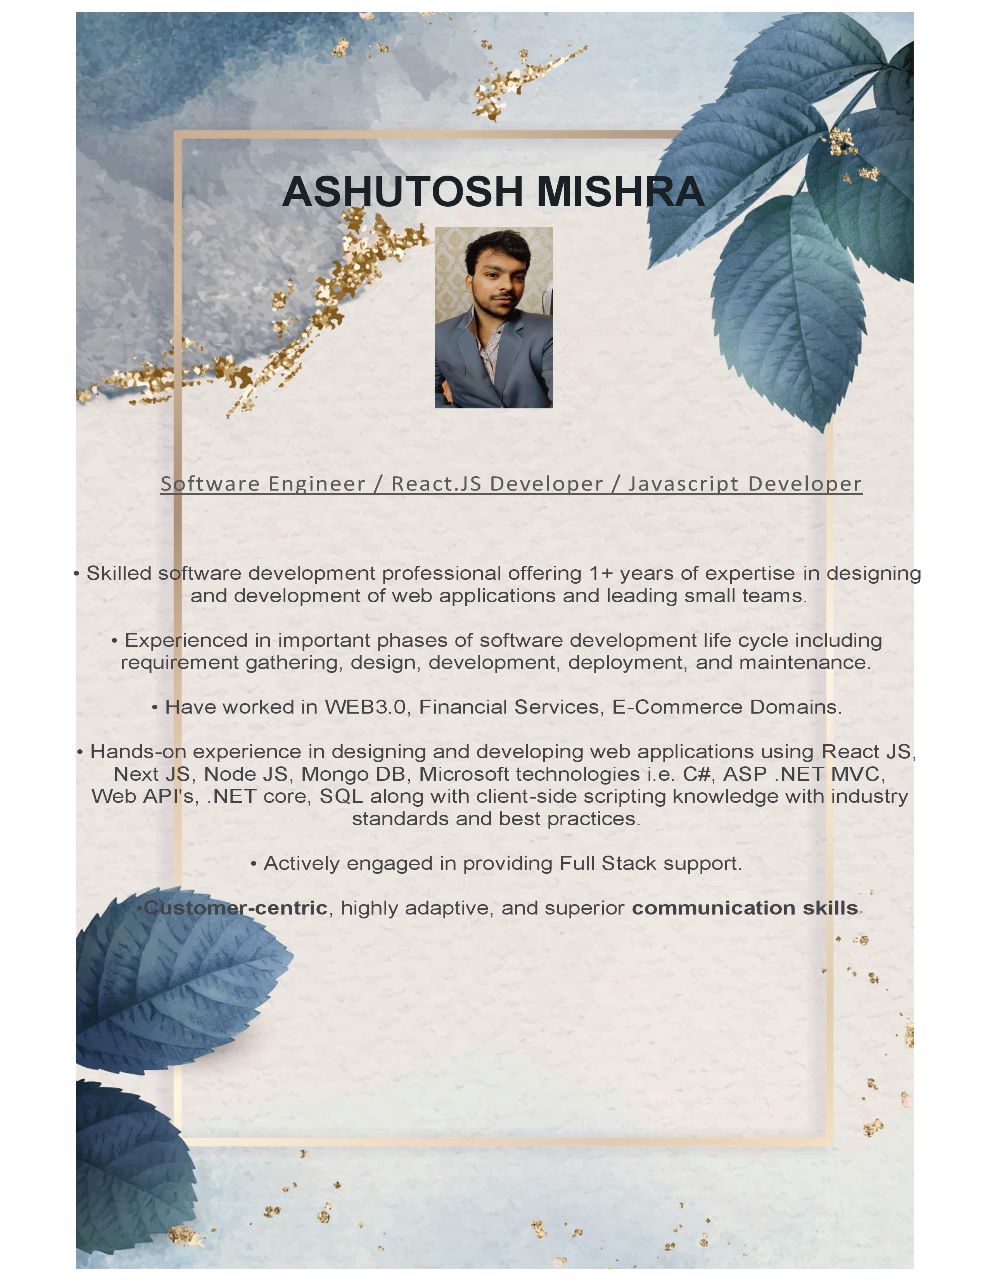 ASHUTOSH MISHRA
Software Engineer / React.JS Developer / Javascript Developer
• Skilled software development professional offering 1+ years of expertise in designing
and development of web applications and leading small teams.
• Experienced in important phases of software development life cycle including
requirement gathering, design, development, deployment, and maintenance.
• Have worked in WEB3.0, Financial Services, E-Commerce Domains.
• Hands-on experience in designing and developing web applications using React JS,
Next JS, Node JS, Mongo DB, Microsoft technologies i.e. C#, ASP .NET MVC,
Web API's, .NET core, SQL along with client-side scripting knowledge with industry
standards and best practices.
• Actively engaged in providing Full Stack support.
•Customer-centric, highly adaptive, and superior communication skills.